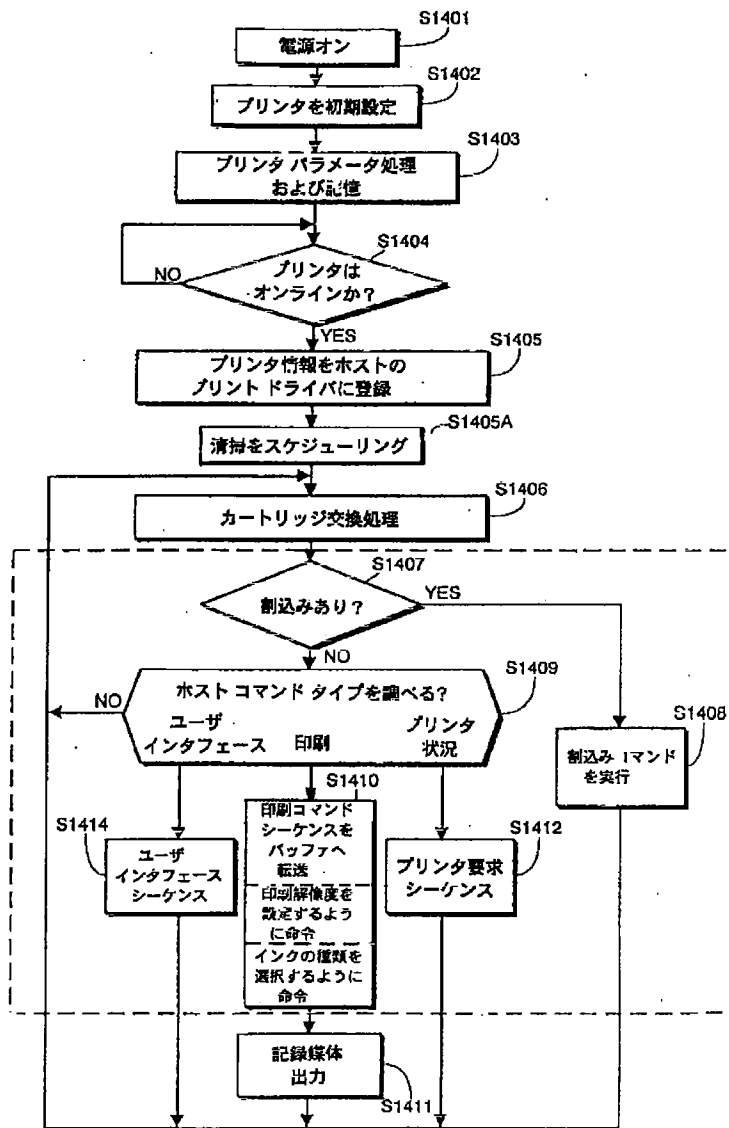 S1401
電源オン
S1402
プリンタを初期設定
S1403
プリンタ パラメータ処理
および記憶
S1404
プリンタは
オンラインか?
NO
YES
S1405
プリンタ情報をホストの
プリント ドライバに登録
S1405A
清掃をスケジューリング
S1406
カートリッジ交換処理
S1407
割込みあり?
YES
NO
S1409
ホスト コマンド タイプを調べる?
NO
ユーザ
インタフェース
印刷
プリンタ
状況
S1408
割込みコマンド
を実行
S1410
印刷コマンド
シーケンスを
バッファへ
転送
印刷解像度を
設定するよう
に命令
インクの種類を
選択するように
命令
S1414
ユーザ
インタフェース
シーケンス
S1412
プリンタ要求
シーケンス
記録媒体
出力
S1411